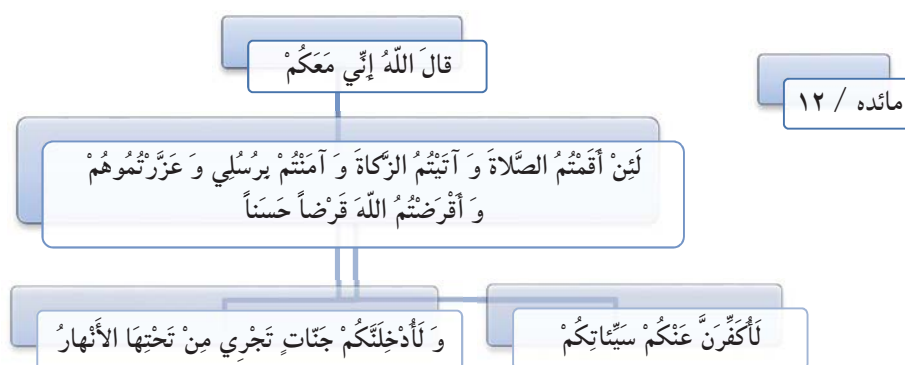 قالَ اللّهُ إِنِّي مَعَكُمْ
مائده / ١٢
لَئِنْ أَقَمْتُمُ الصَّلاةَ وَ آتَيْتُمُ الزَّكاةَ وَ آمَنْتُمْ بِرُسُلِي وَ عَزَّرْتُمُوهُمْ
وَ أَقْرَضْتُمُ اللّهَ قَرْضاً حَسَناً
لَأُكَفِّرَنَّ عَنْكُمْ سَيِّئاتِكُمْ
وَ لَأُدْخِلَنَّكُمْ جَنّاتٍ تَجْرِي مِنْ تَحْتِهَا الأَنْهارُ